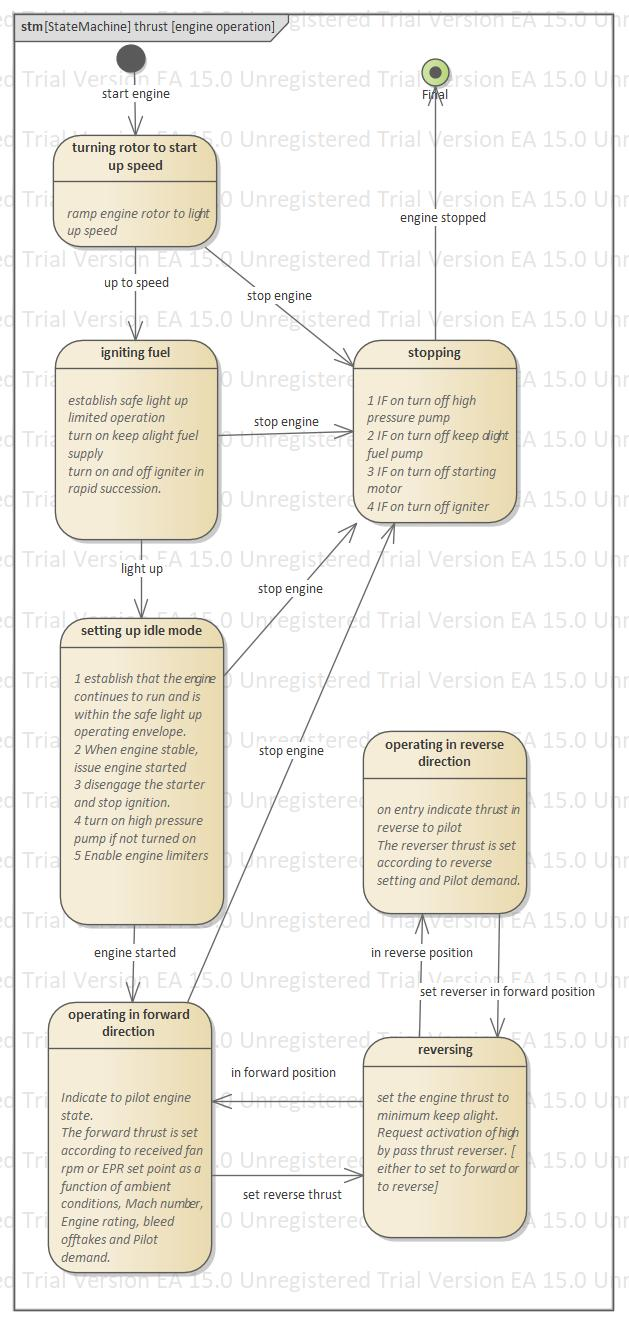 stm [StateMachine] thrust [engine operation]
start engine
Final
turning rotor to start
up speed
ramp engine rotor to light
up speed
engine stopped
up to speed
stop engine
igniting fuel
establish safe light up
limited operation
turn on keep alight fuel
supply
turn on and off igniter in
rapid succession.
stop engine
stopping
1 IF on turn off high
pressure pump
2 IF on turn off keep alight
fuel pump
3 IF on turn off starting
motor
4 IF on turn off igniter
light up
stop engine
setting up idle mode
1 establish that the engine
continues to run and is
within the safe light up
operating envelope.
2 When engine stable,
issue engine started
3 disengage the starter
and stop ignition.
4 turn on high pressure
pump if not turned on
5 Enable engine limiters
stop engine
operating in reverse
direction
on entry indicate thrust in
reverse to pilot
The reverser thrust is set
according to reverse
setting and Pilot demand.
engine started
in reverse position
set reverser in forward position
operating in forward
direction
Indicate to pilot engine
state.
The forward thrust is set
according to received fan
rpm or EPR set point as a
function of ambient
conditions, Mach number,
Engine rating, bleed
offtakes and Pilot
demand.
in forward position
set reverse thrust
reversing
set the engine thrust to
minimum keep alight.
Request activation of high
by pass thrust reverser. [
either to set to forward or
to reverse]
Unregistered Trial Version EA 15.0 Unregistered Trial Version EA 15.0